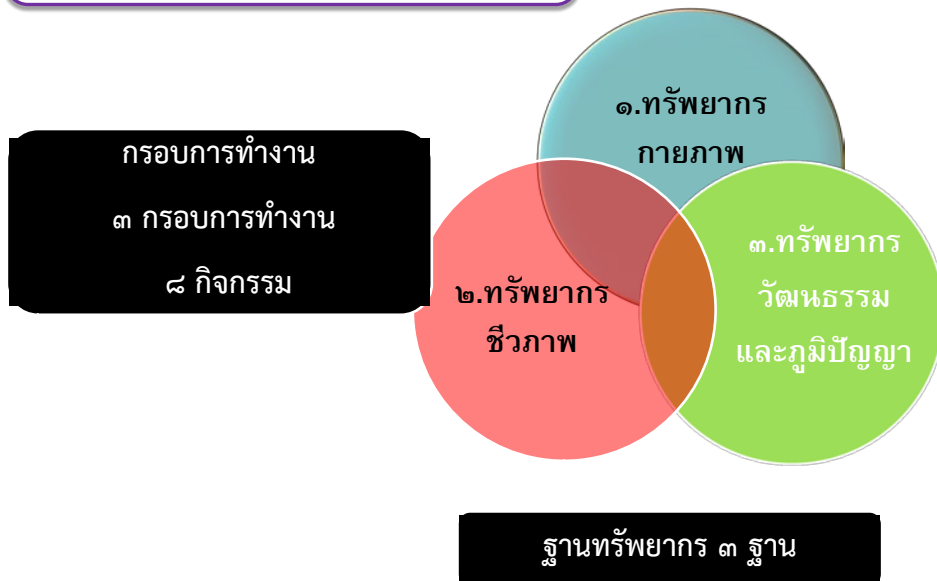 กรอบการทำงาน
๓ กรอบการทำงาน
๘ กิจกรรม
๑.ทรัพยากร
กายภาพ
๒.ทรัพยากร
ชีวภาพ
๓.ทรัพยากร
วัฒนธรรม
และภูมิปัญญา
ฐานทรัพยากร ๓ ฐาน